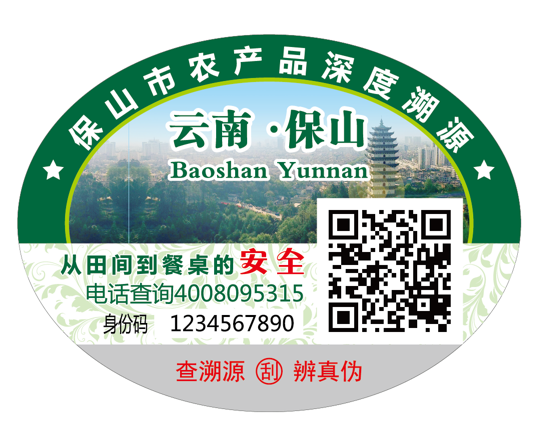 保山市农产品深度溯源
云南·保山
Baoshan Yunnan
从田间到餐桌的安全
电话查询4008095315
身份码 1234567890
查溯源 刮 辨真伪